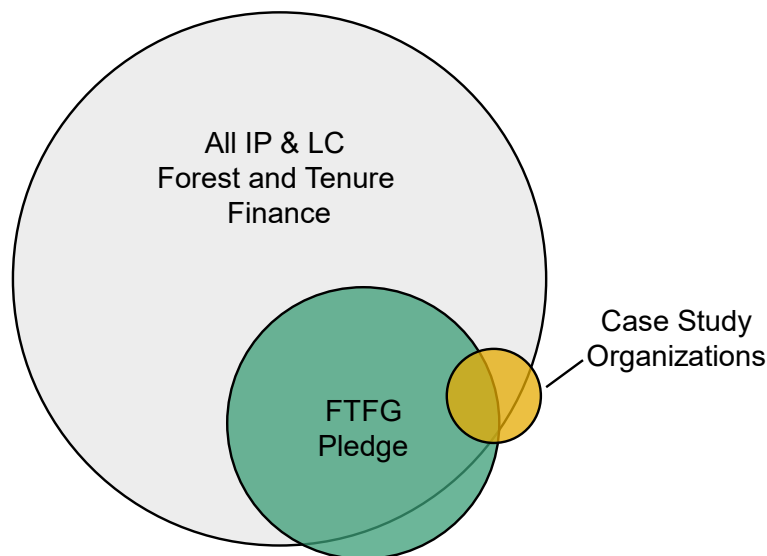 All IP & LC
Forest and Tenure
Finance
Case Study
Organizations
FTFG
Pledge